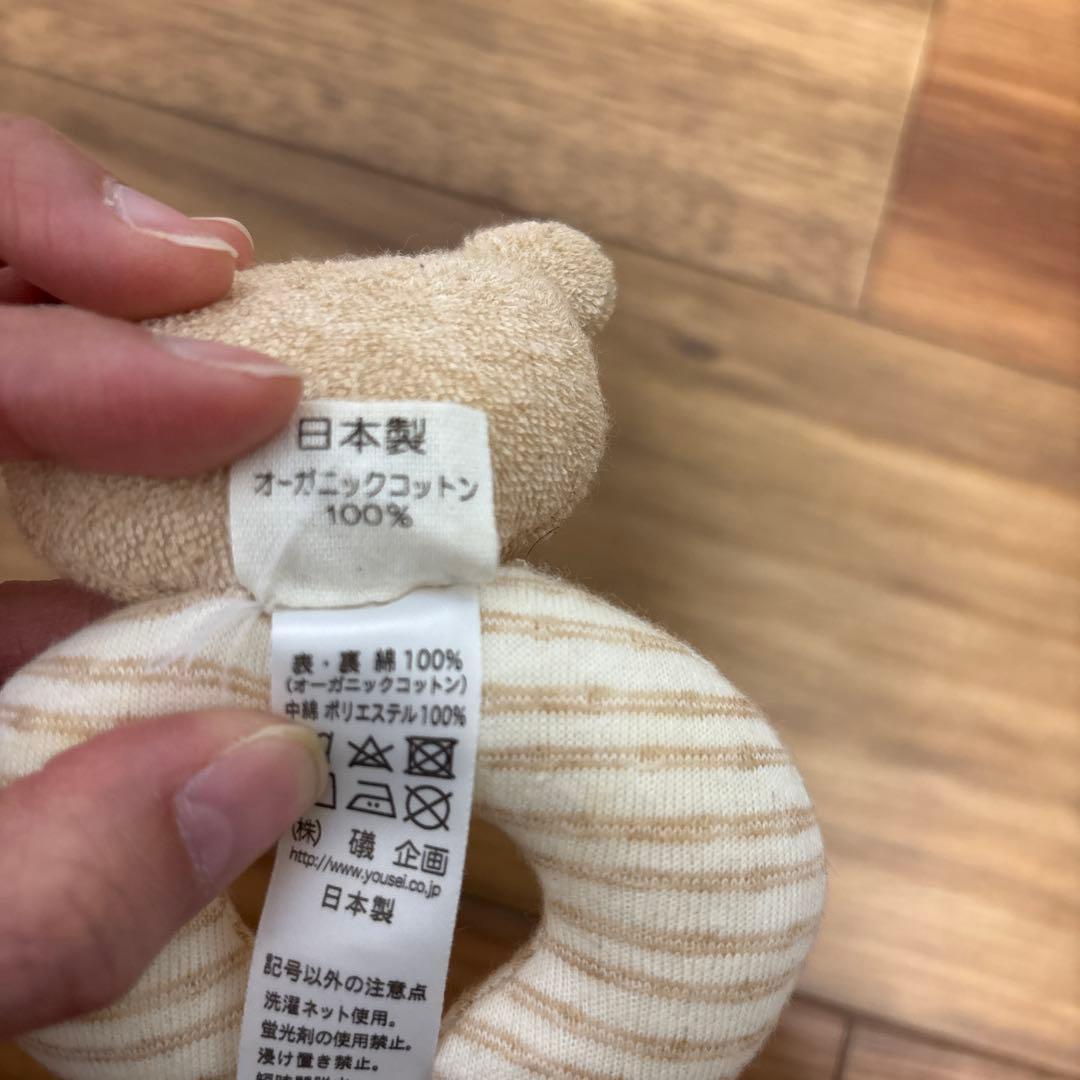 日本製
オーガニックコットン
100%
表・裏 綿100%
(オーガニックコットン)
中綿 ポリエステル100%
(株) 礒 企画
http://www.yousei.co.jp
日本製
記号以外の注意点
洗濯ネット使用。
蛍光剤の使用禁止。
浸け置き禁止。